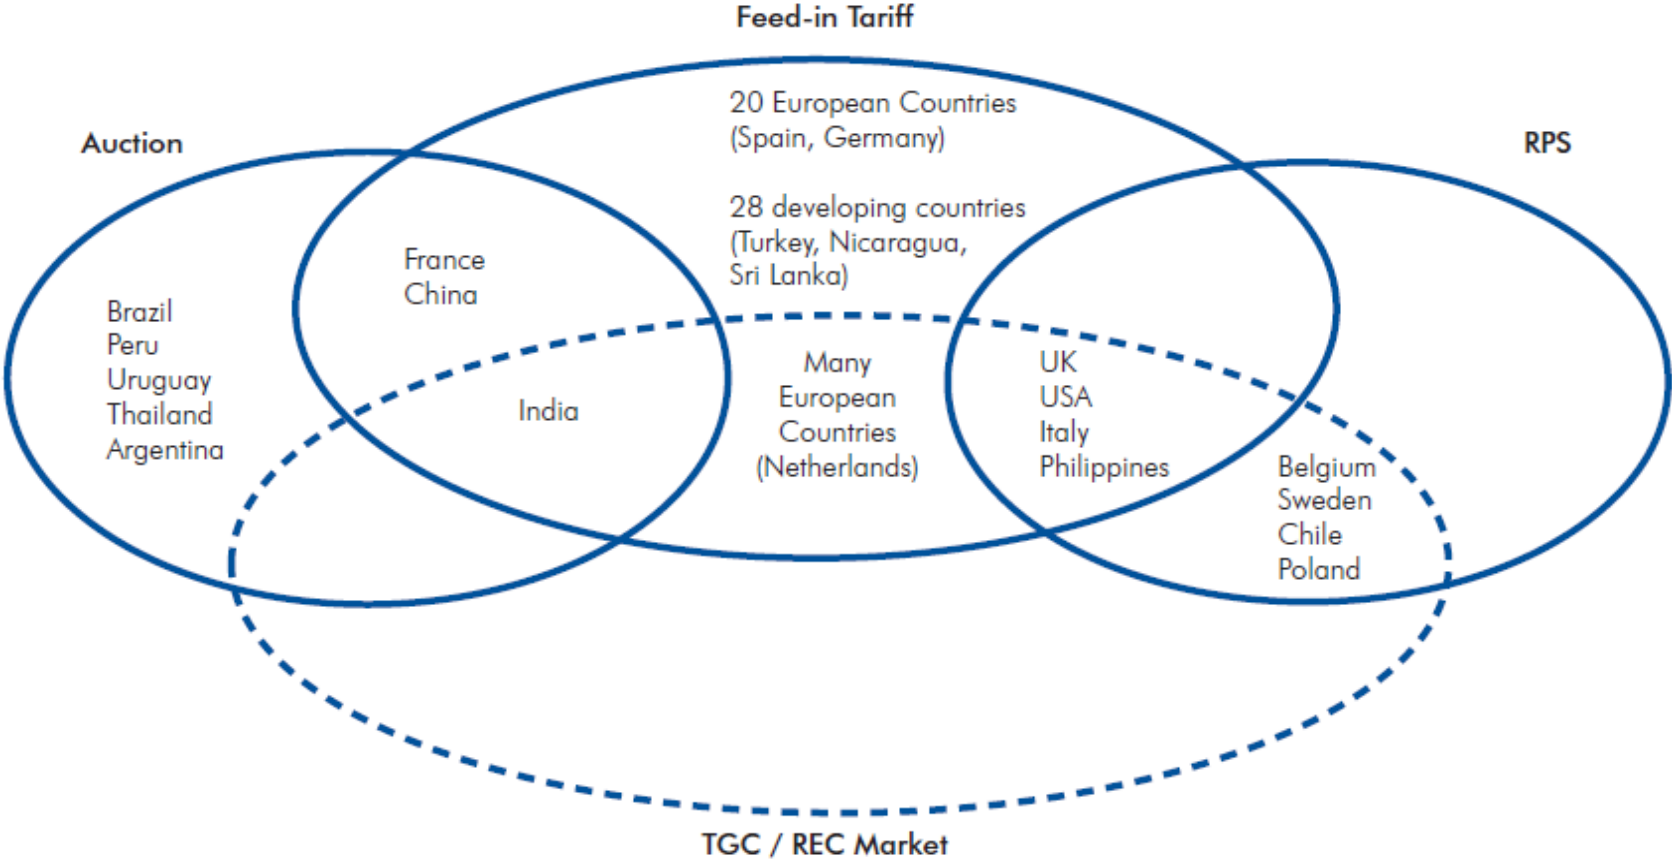 Feed-in Tariff
20 European Countries
(Spain, Germany)
Auction
RPS
28 developing countries
(Turkey, Nicaragua,
Sri Lanka)
France
China
Brazil
Peru
Uruguay
Thailand
Argentina
India
Many
European
Countries
(Netherlands)
UK
USA
Italy
Philippines
Belgium
Sweden
Chile
Poland
TGC / REC Market